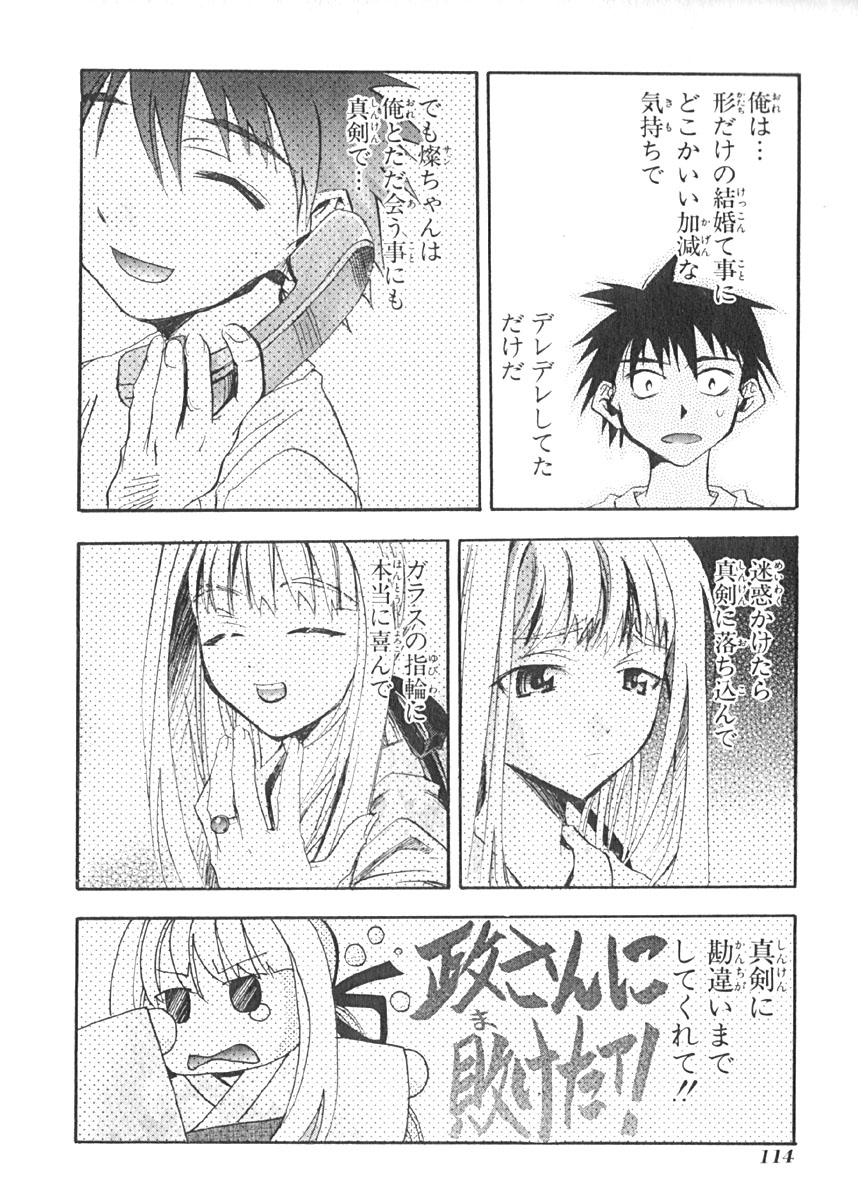 俺は…
形だけの結婚て事に
どこかいい加減な
気持ちで
デレデレしてた
だけだ
でも燦ちゃんは
俺とただ会う事にも
真剣で…
迷惑かけたら
真剣に落ち込んで
ガラスの指輪に
本当に喜んで
真剣に
勘違いまで
してくれて!!
政さんに
敗けたー!
114